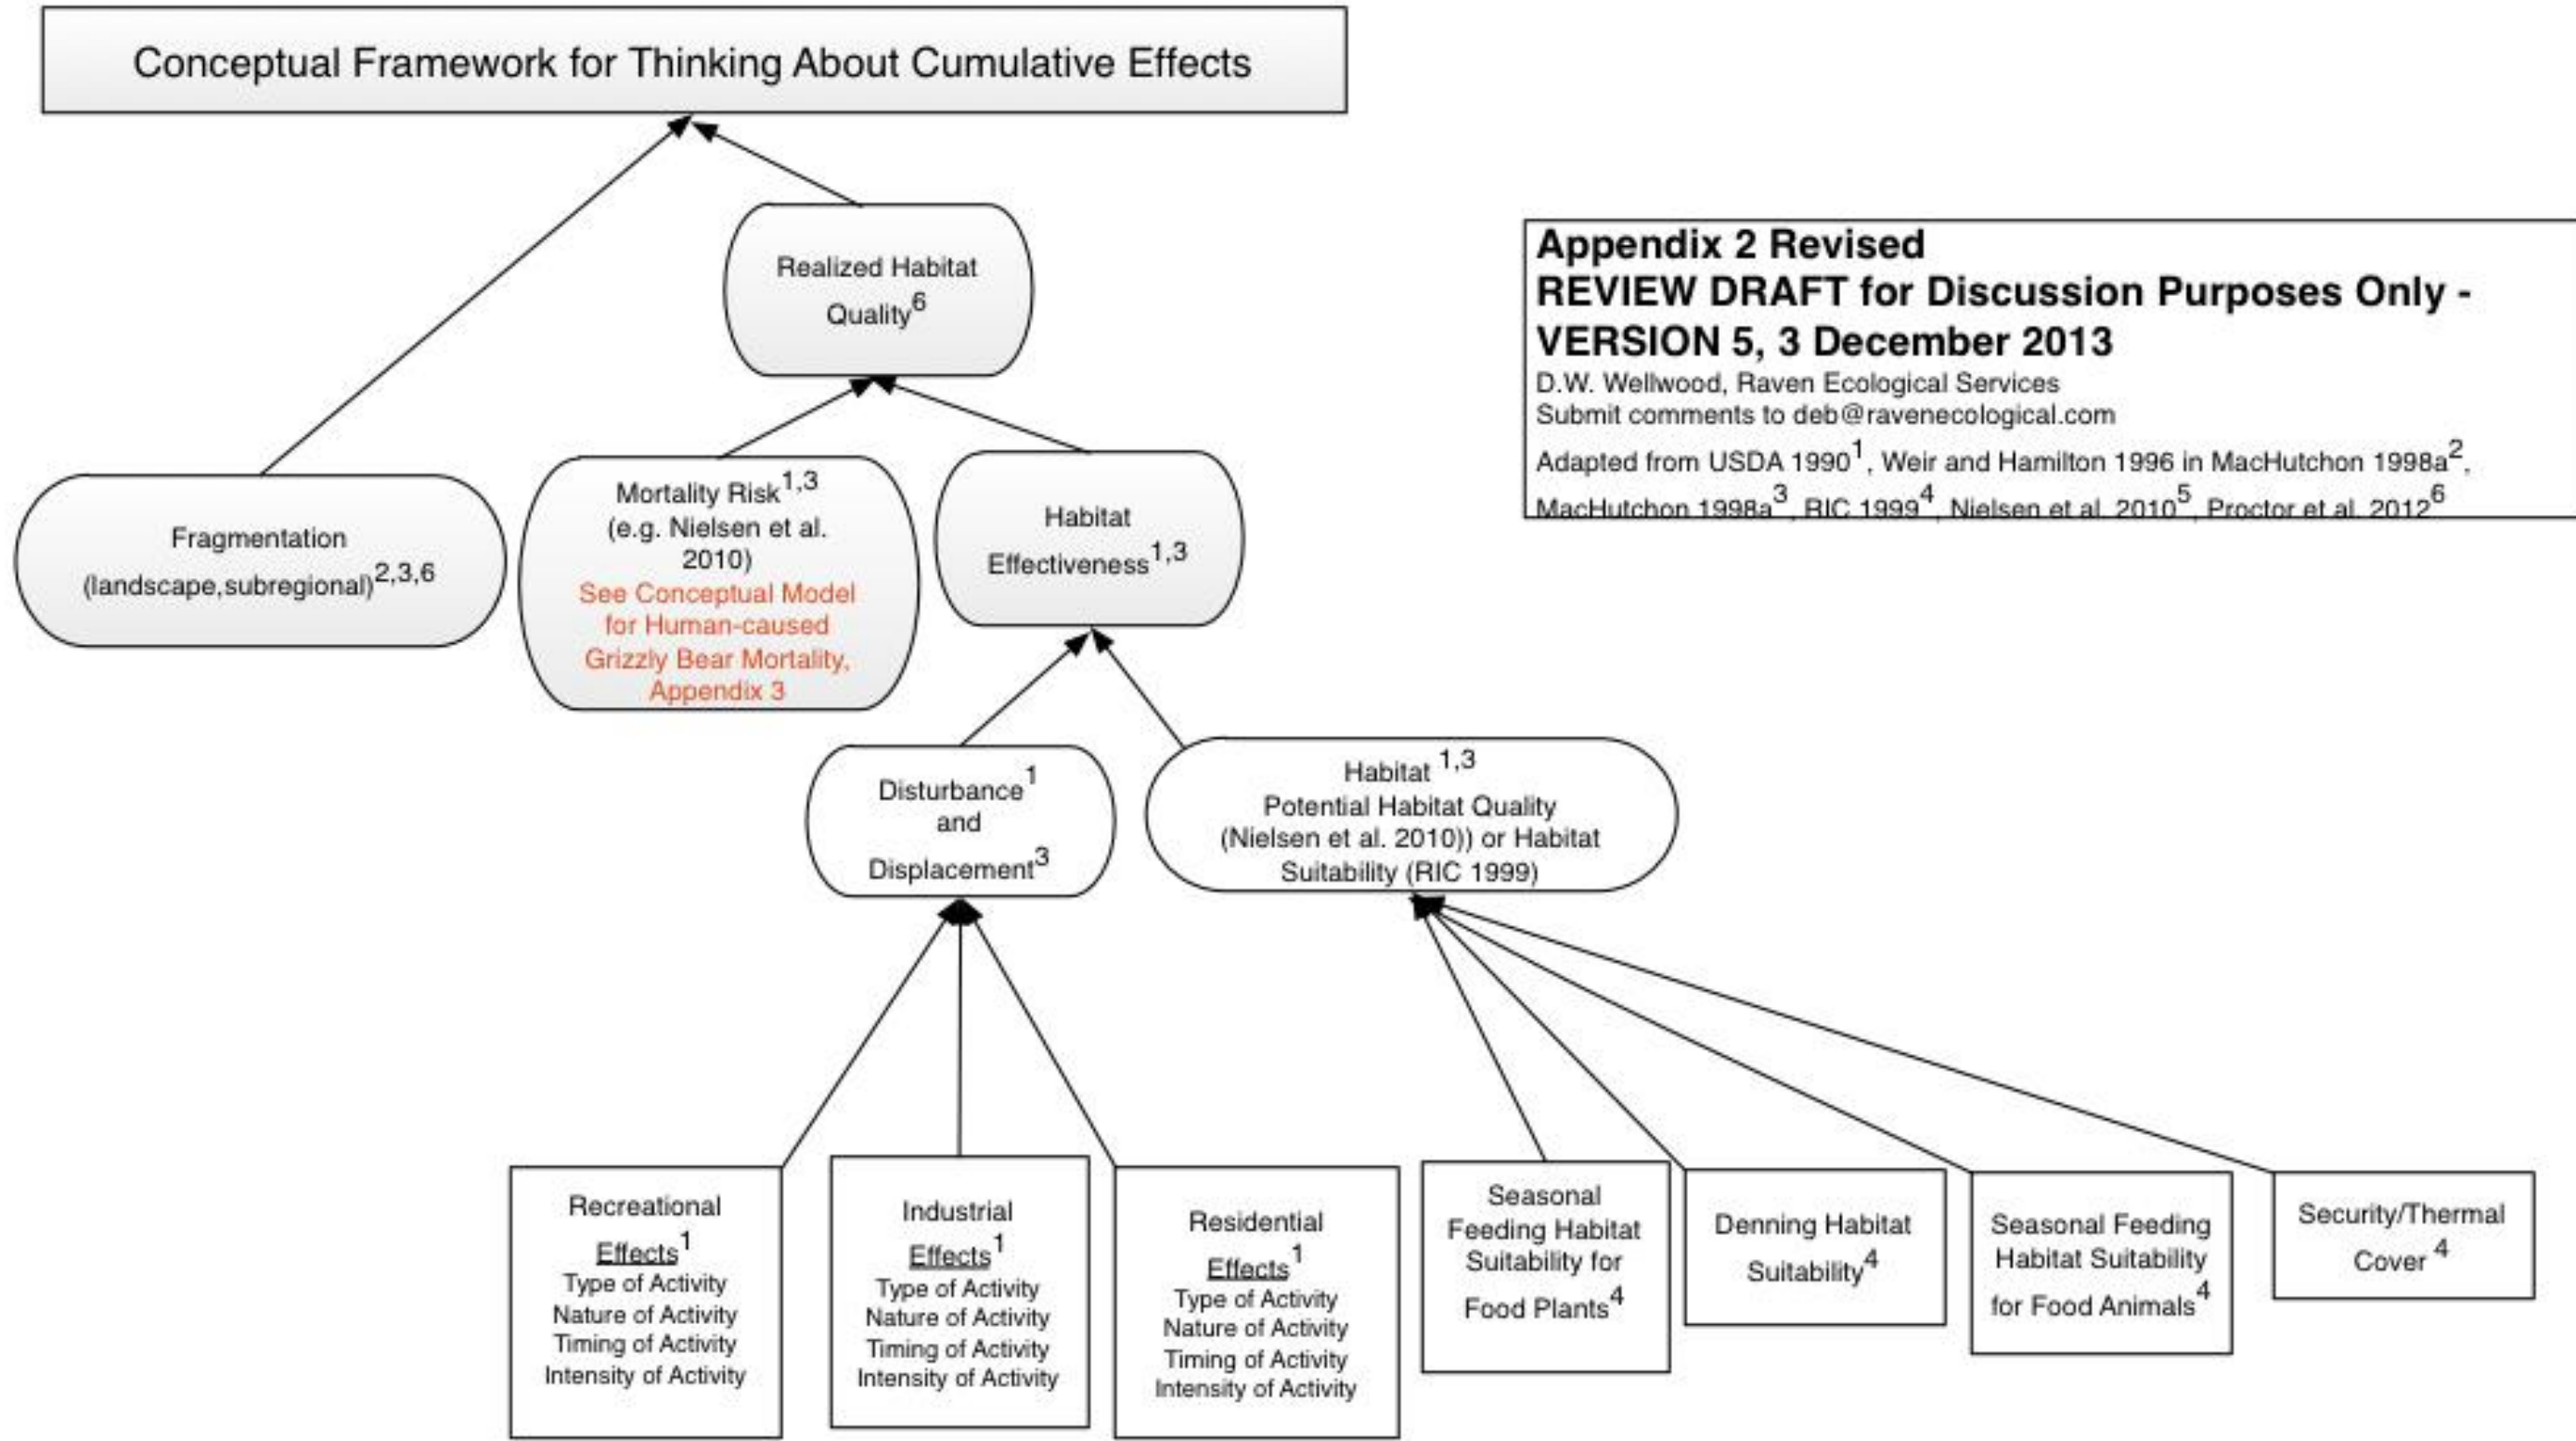 Conceptual Framework for Thinking About Cumulative Effects
Realized Habitat
Quality6
Appendix 2 Revised
REVIEW DRAFT for Discussion Purposes Only -
VERSION 5, 3 December 2013
D.W. Wellwood, Raven Ecological Services
Submit comments to deb@ravenecological.com
Adapted from USDA 19901, Weir and Hamilton 1996 in MacHutchon 1998a2,
MacHutchon 1998a3, RIC 19994, Nielsen et al. 20105, Proctor et al. 20126
Fragmentation
(landscape,subregional)2,3,6
Mortality Risk1,3
(e.g. Nielsen et al.
2010)
See Conceptual Model
for Human-caused
Grizzly Bear Mortality,
Appendix 3
Habitat
Effectiveness1,3
Disturbance1
and
Displacement3
Habitat 1,3
Potential Habitat Quality
(Nielsen et al. 2010)) or Habitat
Suitability (RIC 1999)
Recreational
Effects1
Type of Activity
Nature of Activity
Timing of Activity
Intensity of Activity
Industrial
Effects1
Type of Activity
Nature of Activity
Timing of Activity
Intensity of Activity
Residential
Effects1
Type of Activity
Nature of Activity
Timing of Activity
Intensity of Activity
Seasonal
Feeding Habitat
Suitability for
Food Plants4
Denning Habitat
Suitability4
Seasonal Feeding
Habitat Suitability
for Food Animals4
Security/Thermal
Cover 4